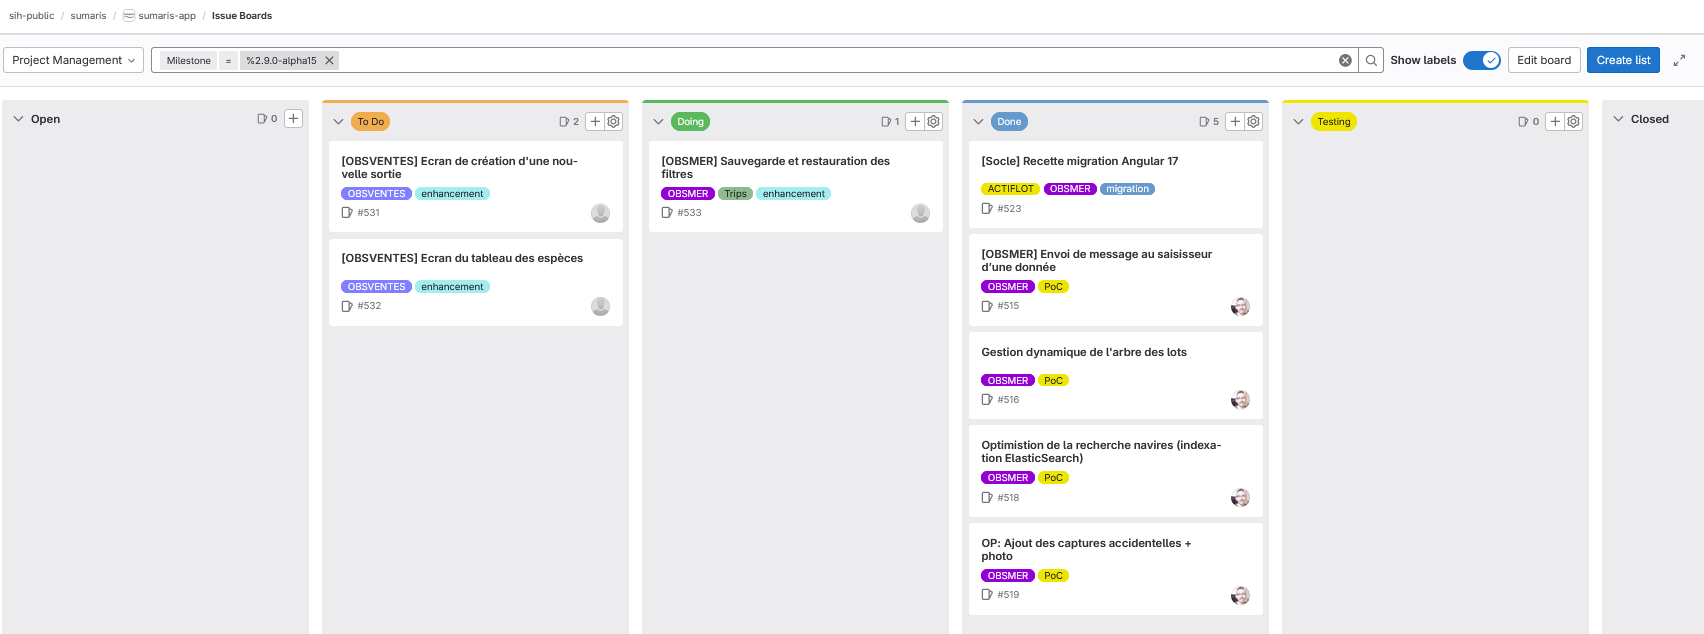 sih-public / sumaris / sumaris-app / Issue Boards
Project Management
Milestone = %2.9.0-alpha15
Show labels
Edit board
Create list
Open
0
To Do
2
[OBSVENTES] Ecran de création d'une nou-
velle sortie
OBSVENTES enhancement
#531
[OBSVENTES] Ecran du tableau des espèces
OBSVENTES enhancement
#532
Doing
1
[OBSMER] Sauvegarde et restauration des
filtres
OBSMER Trips enhancement
#533
Done
5
[Socle] Recette migration Angular 17
ACTIFLOT OBSMER migration
#523
[OBSMER] Envoi de message au saisisseur
d’une donnée
OBSMER PoC
#515
Gestion dynamique de l'arbre des lots
OBSMER PoC
#516
Optimistion de la recherche navires (indexa-
tion ElasticSearch)
OBSMER PoC
#518
OP: Ajout des captures accidentelles +
photo
OBSMER PoC
#519
Testing
0
Closed